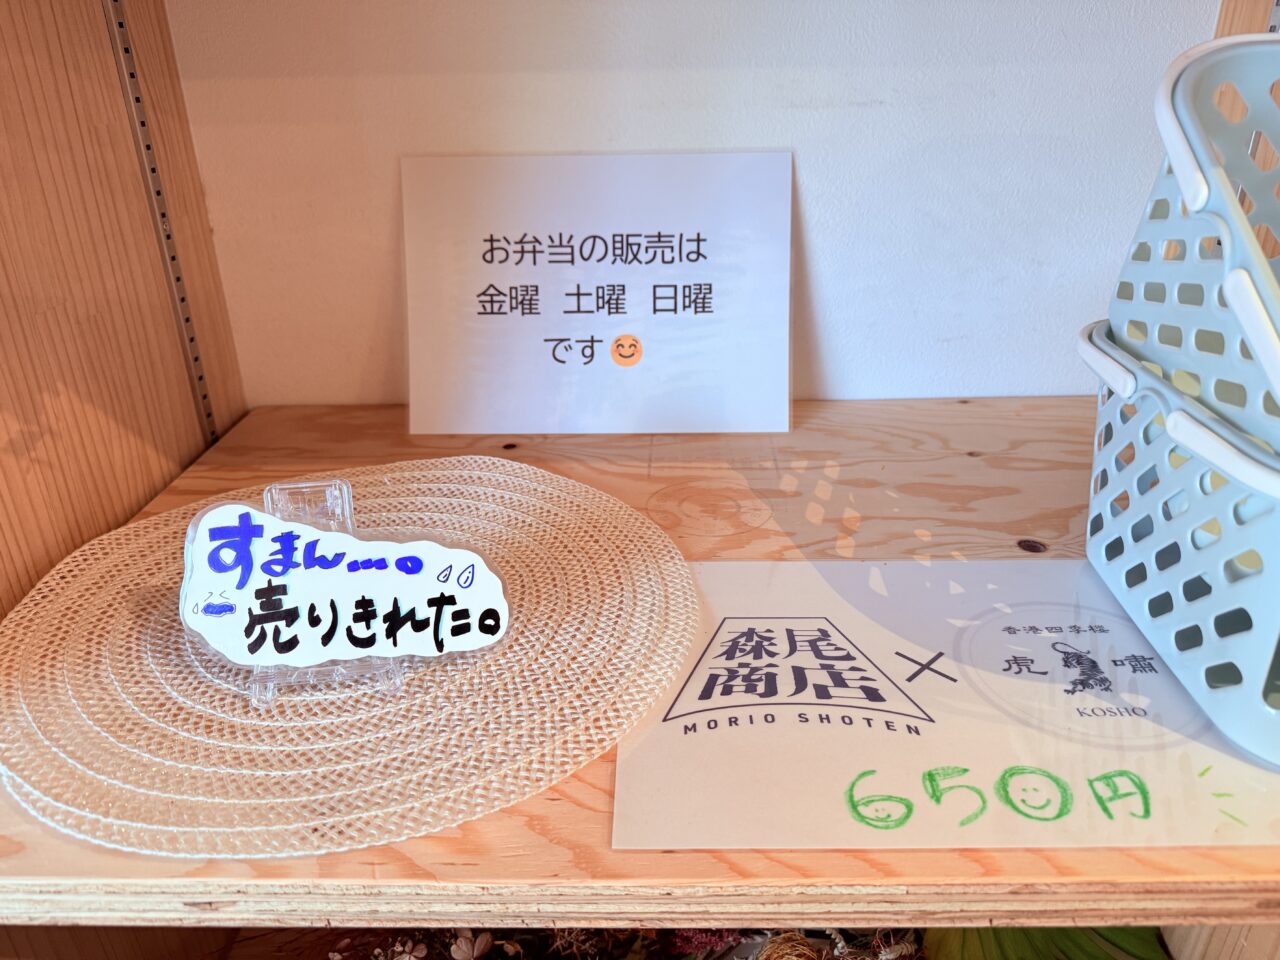 お弁当の販売は
金曜 土曜 日曜
です😊
すまん…。
売りきれた。
森尾
商店
MORIO SHOTEN
×
香港四季楼
虎嘯
KOSHO
650円